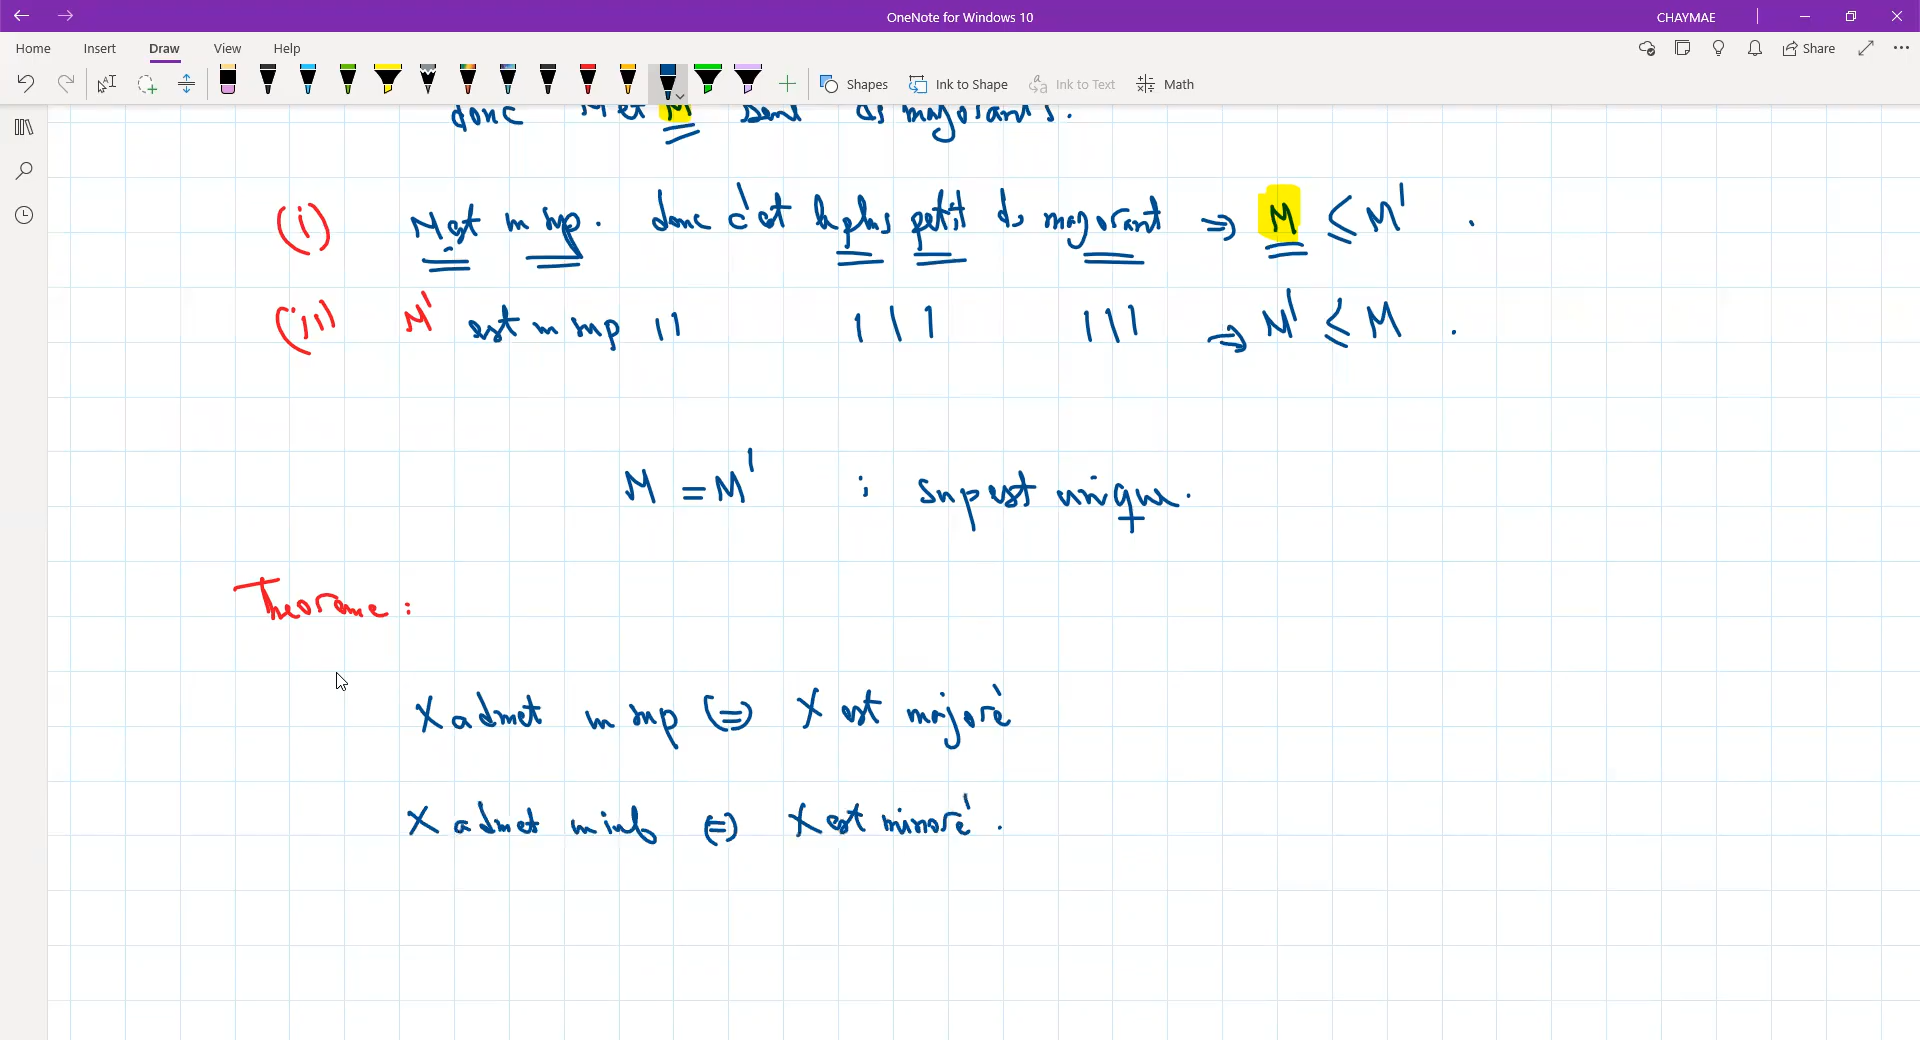 OneNote for Windows 10
CHAYMAE
Home Insert Draw View Help
Share
Shapes Ink to Shape Ink to Text Math
donc M et M' sont des majorants.
(i) M est un sup. donc c'est le plus petit des majorant => M ≤ M' .
(ii) M' est un sup || ||| ||| => M' ≤ M .
M = M' ; sup est unique.
Theoreme :
X admet un sup (=) X est majoré
X admet un inf (=) X est minoré .